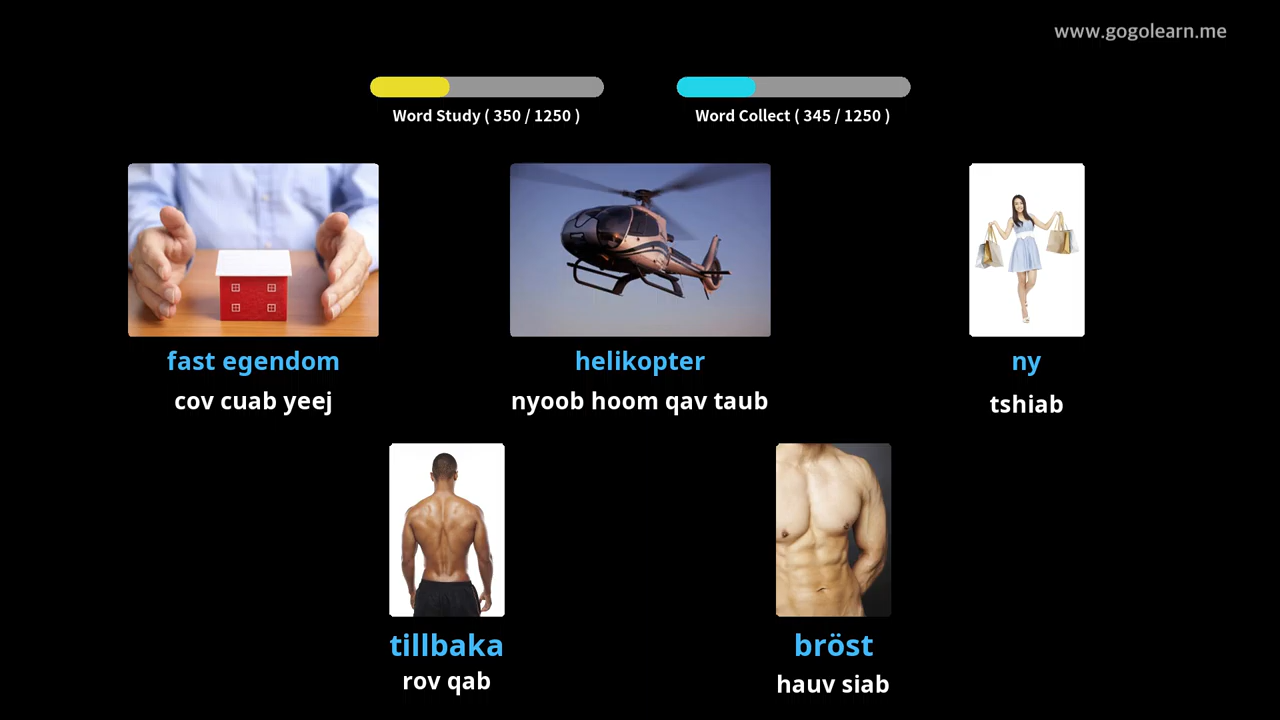 www.gogolearn.me
Word Study ( 350 / 1250 )
Word Collect ( 345 / 1250 )
fast egendom
helikopter
ny
cov cuab yeej
nyoob hoom qav taub
tshiab
tillbaka
bröst
rov qab
hauv siab